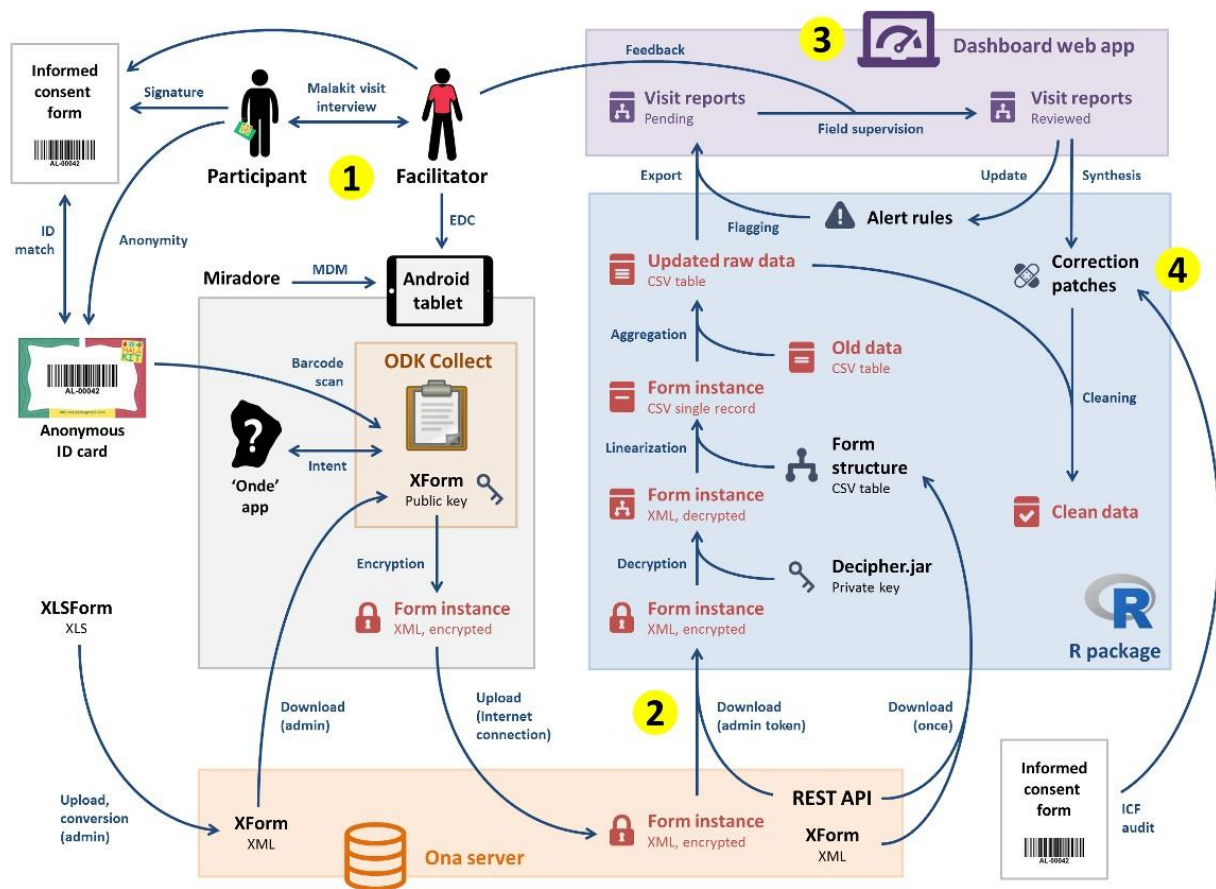 Informed
consent
form
AL-00042
Signature
Malakit visit
interview
Participant
1
Facilitator
ID
match
Anonymity
EDC
Miradore
MDM
Android
tablet
MALA
KIT
AL-00042
Anonymous
ID card
Barcode
scan
ODK Collect
?
'Onde'
app
Intent
XForm
Public key
Encryption
Form instance
XML, encrypted
XLSForm
XLS
Download
(admin)
Upload
(Internet
connection)
Upload,
conversion
(admin)
XForm
XML
Ona server
Form instance
XML, encrypted
REST API
XForm
XML
2
Download
(admin token)
Download
(once)
Form instance
XML, encrypted
Decryption
Decipher.jar
Private key
Form instance
XML, decrypted
Linearization
Form
structure
CSV table
Form instance
CSV single record
Aggregation
Old data
CSV table
Updated raw data
CSV table
Export
Flagging
Alert rules
Update
Synthesis
3
Dashboard web app
Feedback
Visit reports
Pending
Field supervision
Visit reports
Reviewed
Correction
patches
4
Cleaning
Clean data
R
R package
Informed
consent
form
AL-00042
ICF
audit